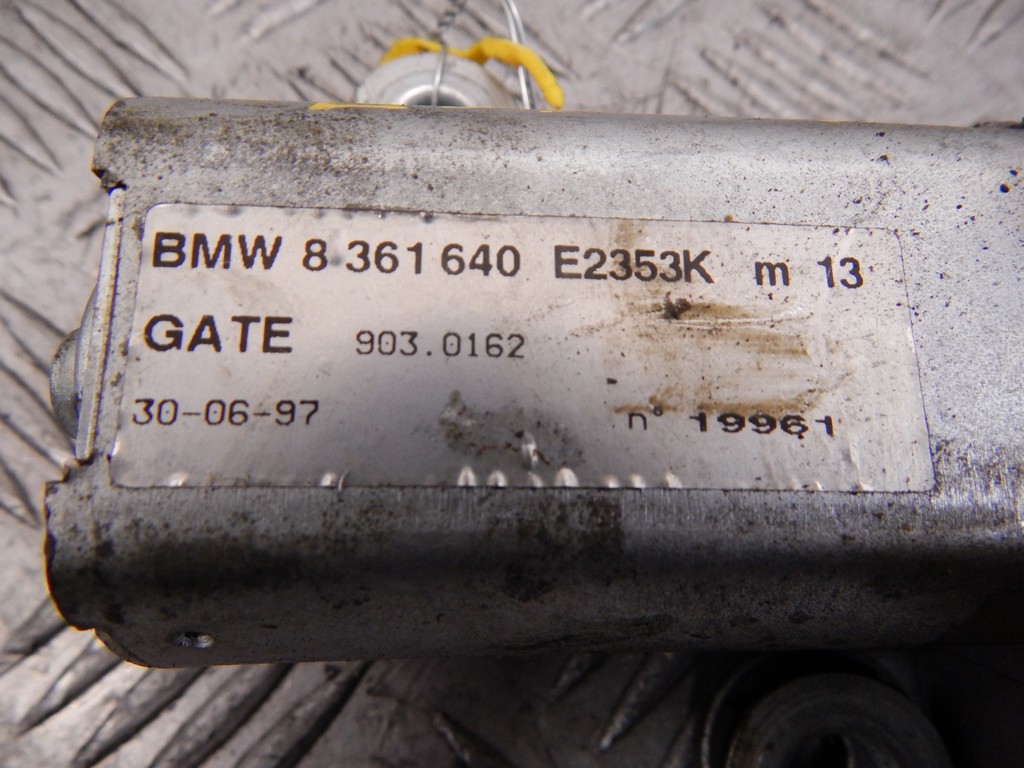 BMW 8 361 640 E2353K m 13
GATE 903.0162
30-06-97 n° 19961